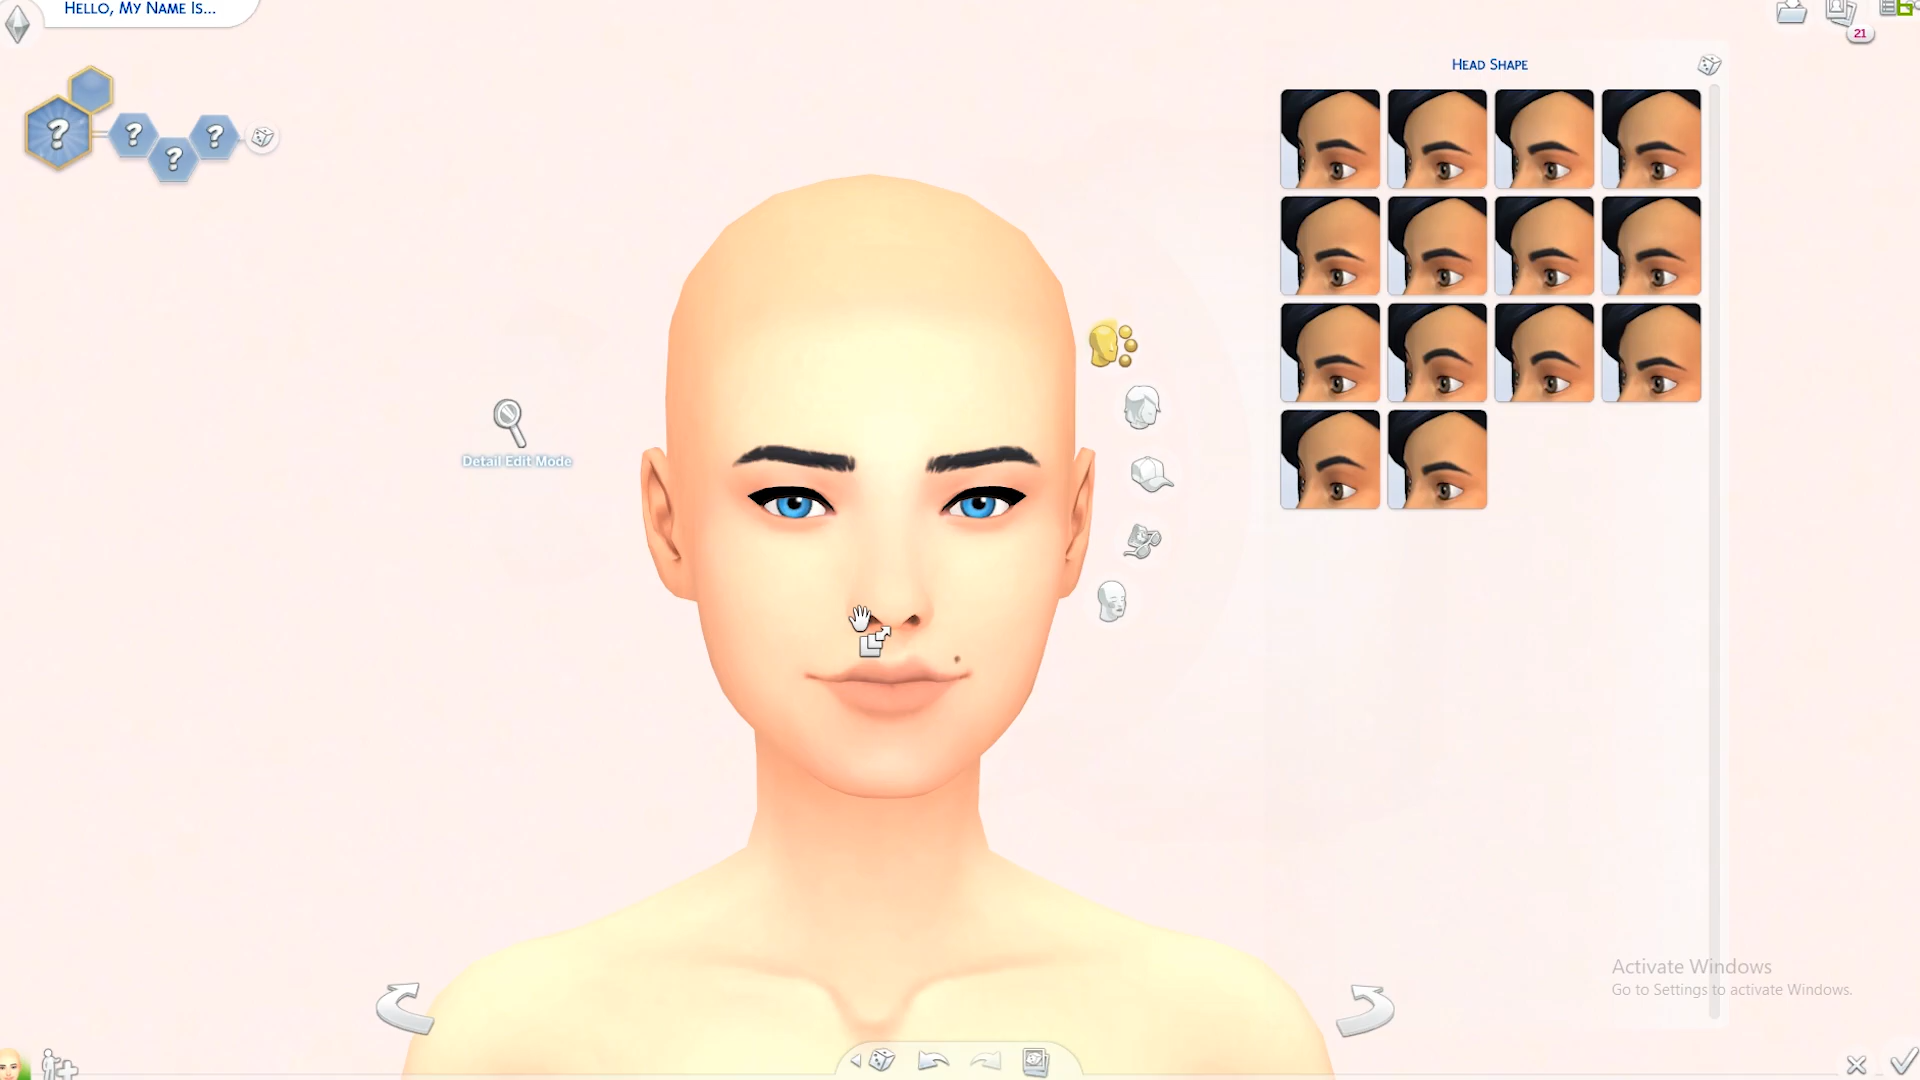 Hello, My Name Is...
21
Head Shape
?
?
?
?
Detail Edit Mode
Activate Windows
Go to Settings to activate Windows.